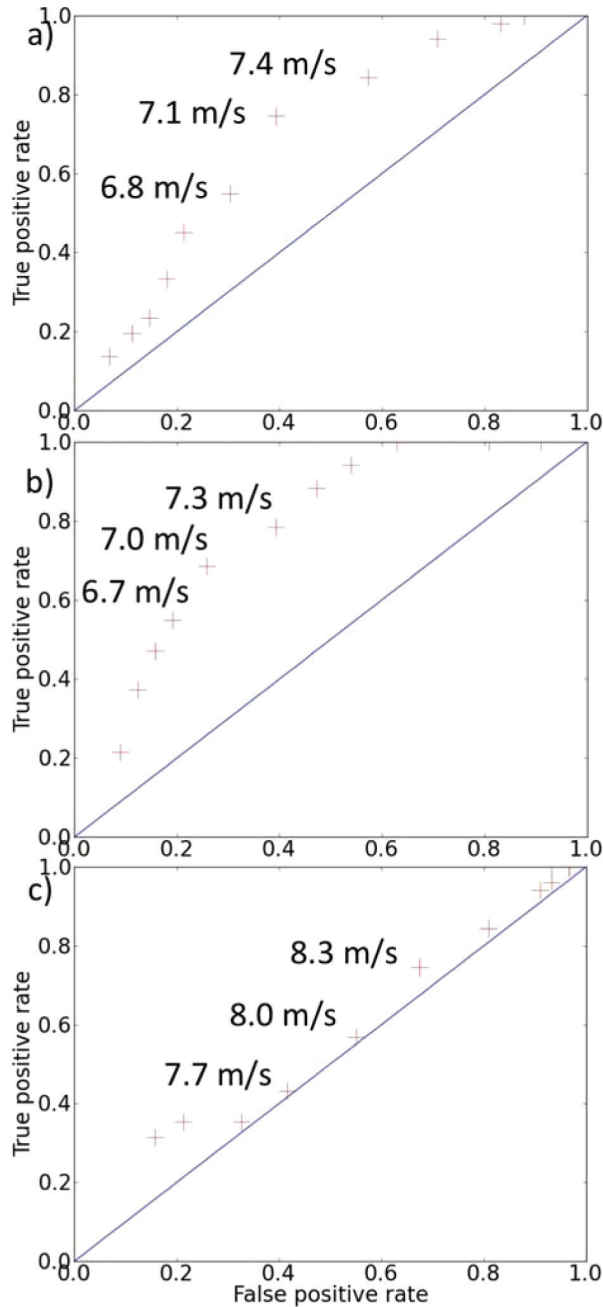 a)
1.0
0.8
0.6
0.4
0.2
0.0
True positive rate
7.4 m/s
7.1 m/s
6.8 m/s
0.0 0.2 0.4 0.6 0.8 1.0
b)
1.0
0.8
0.6
0.4
0.2
0.0
True positive rate
7.3 m/s
7.0 m/s
6.7 m/s
0.0 0.2 0.4 0.6 0.8 1.0
c)
1.0
0.8
0.6
0.4
0.2
0.0
True positive rate
8.3 m/s
8.0 m/s
7.7 m/s
0.0 0.2 0.4 0.6 0.8 1.0
False positive rate